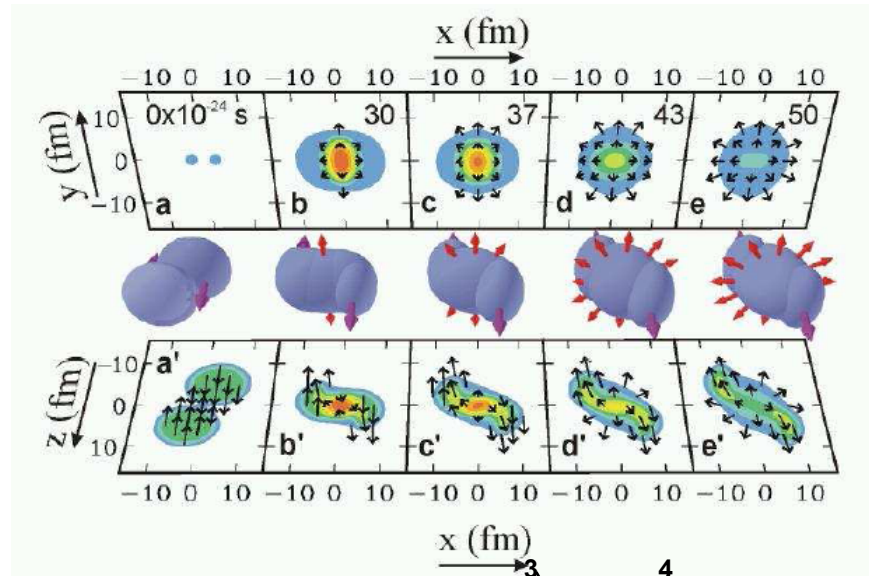 x (fm)
−10 0 10 −10 0 10 −10 0 10 −10 0 10 −10 0 10
0x10⁻²⁴ s 30 37 43 50
y (fm)
10
0
−10
a b c d e
z (fm)
−10
0
10
a' b' c' d' e'
−10 0 10 −10 0 10 −10 0 10 −10 0 10 −10 0 10
x (fm)
3 4